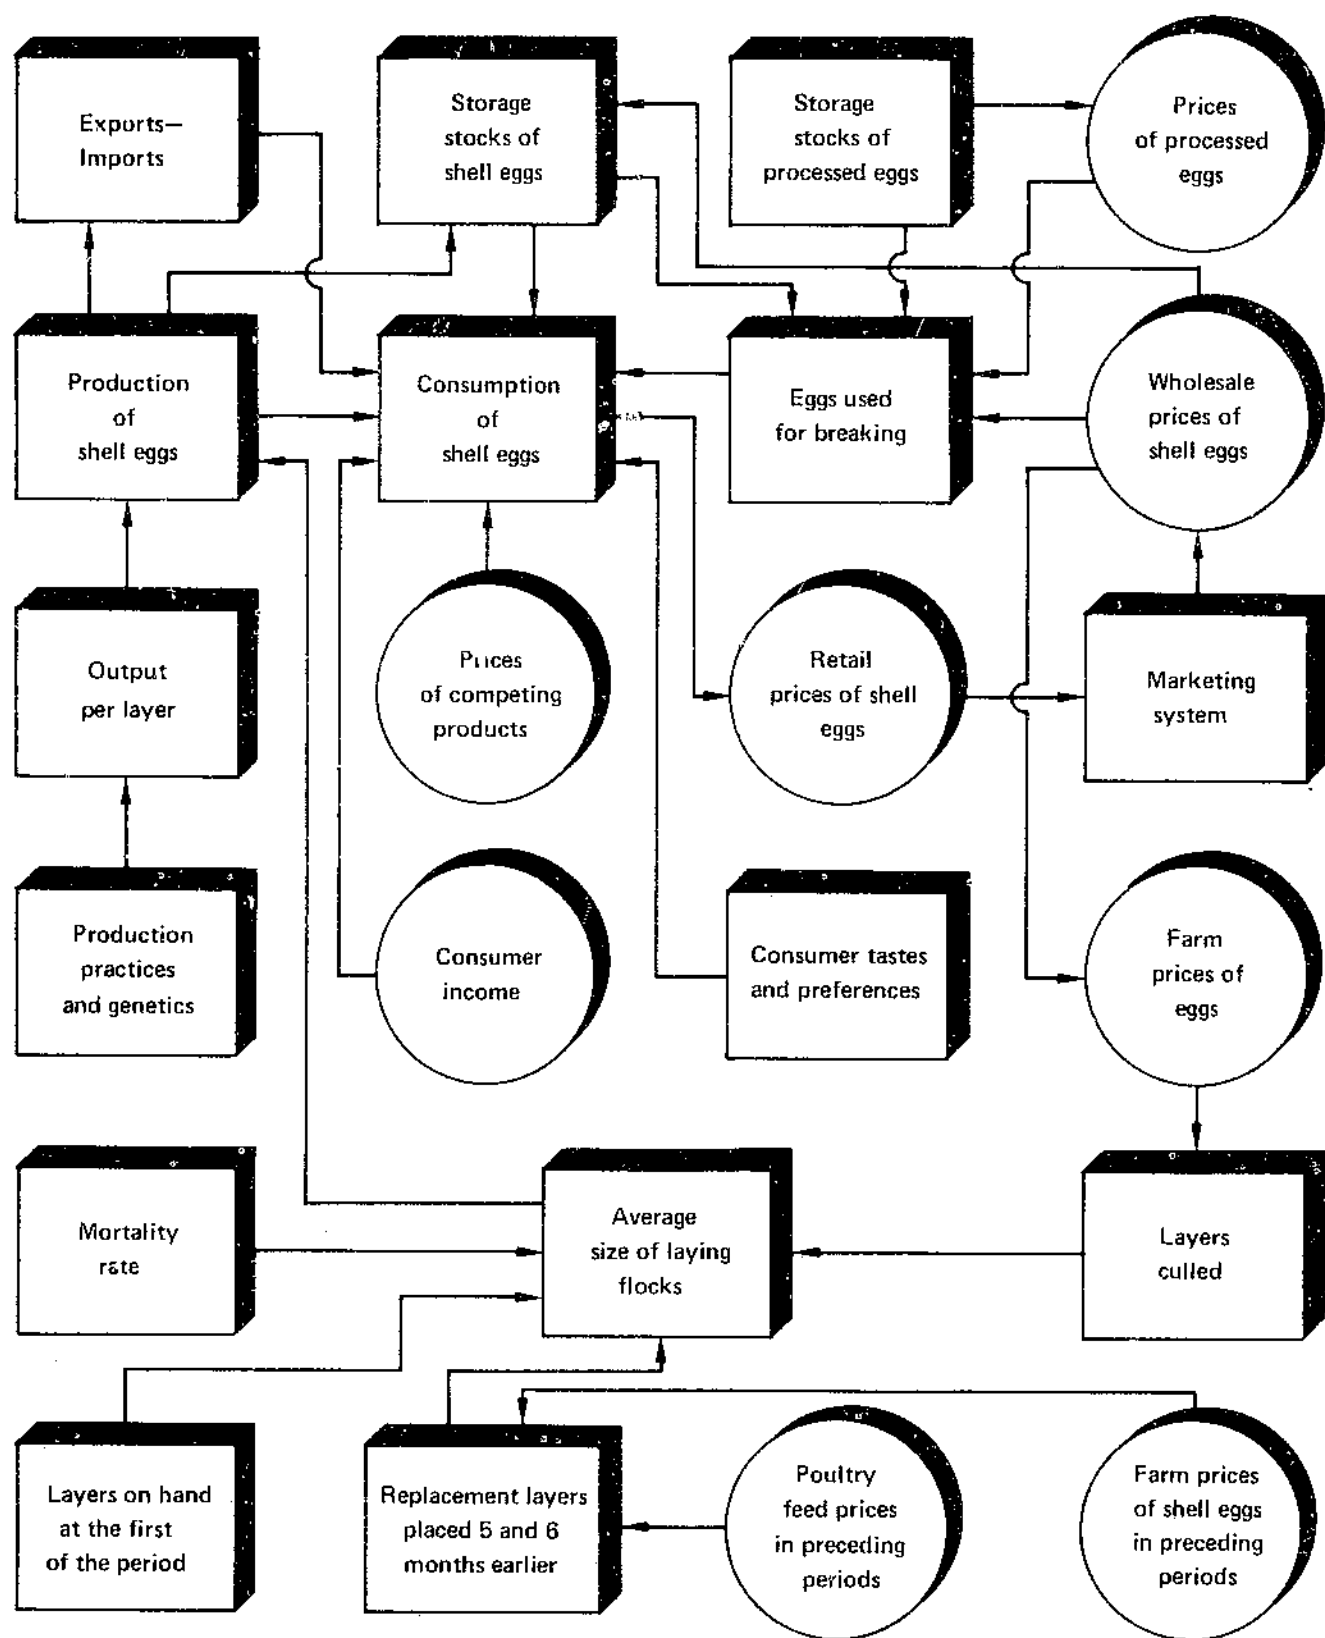 Exports—
Imports
Storage
stocks of
shell eggs
Storage
stocks of
processed eggs
Prices
of processed
eggs
Production
of
shell eggs
Consumption
of
shell eggs
Eggs used
for breaking
Wholesale
prices of
shell eggs
Output
per layer
Prices
of competing
products
Retail
prices of shell
eggs
Marketing
system
Production
practices
and genetics
Consumer
income
Consumer tastes
and preferences
Farm
prices of
eggs
Mortality
rate
Average
size of laying
flocks
Layers
culled
Layers on hand
at the first
of the period
Replacement layers
placed 5 and 6
months earlier
Poultry
feed prices
in preceding
periods
Farm prices
of shell eggs
in preceding
periods